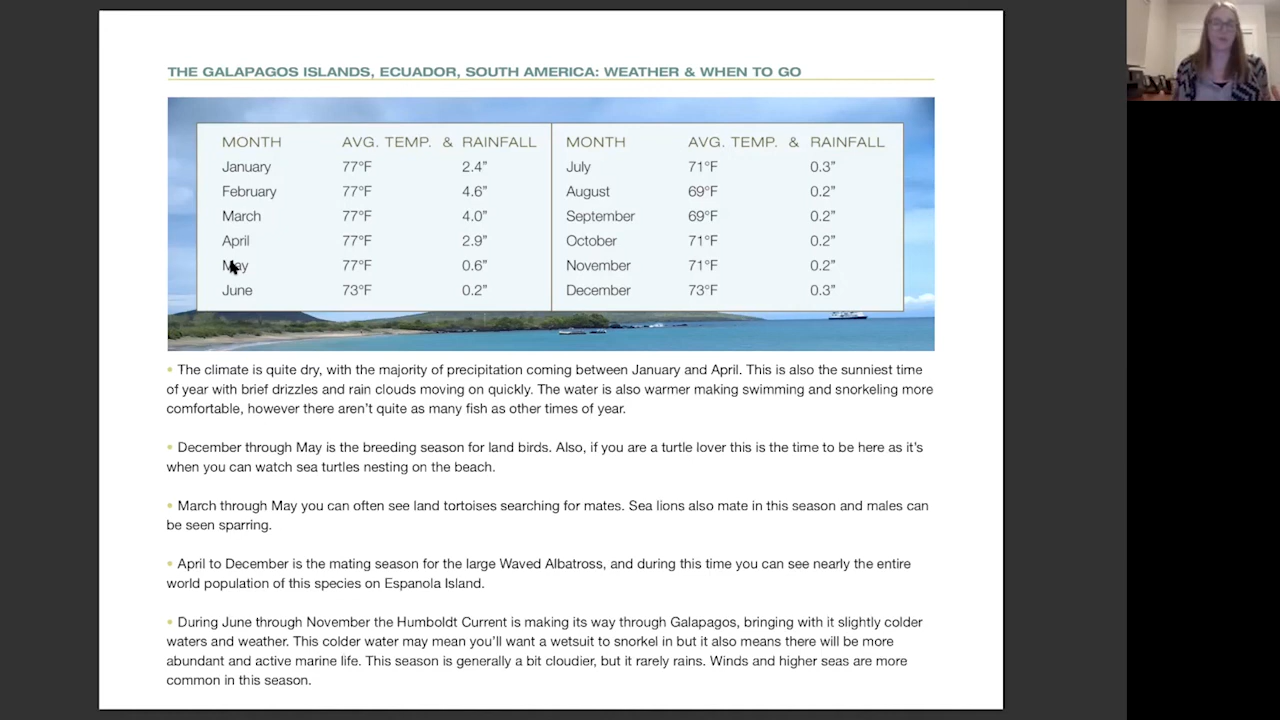 THE GALAPAGOS ISLANDS, ECUADOR, SOUTH AMERICA: WEATHER & WHEN TO GO
MONTH AVG. TEMP. & RAINFALL MONTH AVG. TEMP. & RAINFALL
January 77°F 2.4” July 71°F 0.3”
February 77°F 4.6” August 69°F 0.2”
March 77°F 4.0” September 69°F 0.2”
April 77°F 2.9” October 71°F 0.2”
May 77°F 0.6” November 71°F 0.2”
June 73°F 0.2” December 73°F 0.3”
• The climate is quite dry, with the majority of precipitation coming between January and April. This is also the sunniest time
of year with brief drizzles and rain clouds moving on quickly. The water is also warmer making swimming and snorkeling more
comfortable, however there aren’t quite as many fish as other times of year.
• December through May is the breeding season for land birds. Also, if you are a turtle lover this is the time to be here as it’s
when you can watch sea turtles nesting on the beach.
• March through May you can often see land tortoises searching for mates. Sea lions also mate in this season and males can
be seen sparring.
• April to December is the mating season for the large Waved Albatross, and during this time you can see nearly the entire
world population of this species on Espanola Island.
• During June through November the Humboldt Current is making its way through Galapagos, bringing with it slightly colder
waters and weather. This colder water may mean you’ll want a wetsuit to snorkel in but it also means there will be more
abundant and active marine life. This season is generally a bit cloudier, but it rarely rains. Winds and higher seas are more
common in this season.